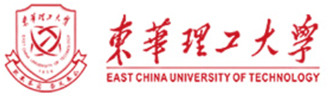 東華理工大學
EAST CHINA UNIVERSITY OF TECHNOLOGY